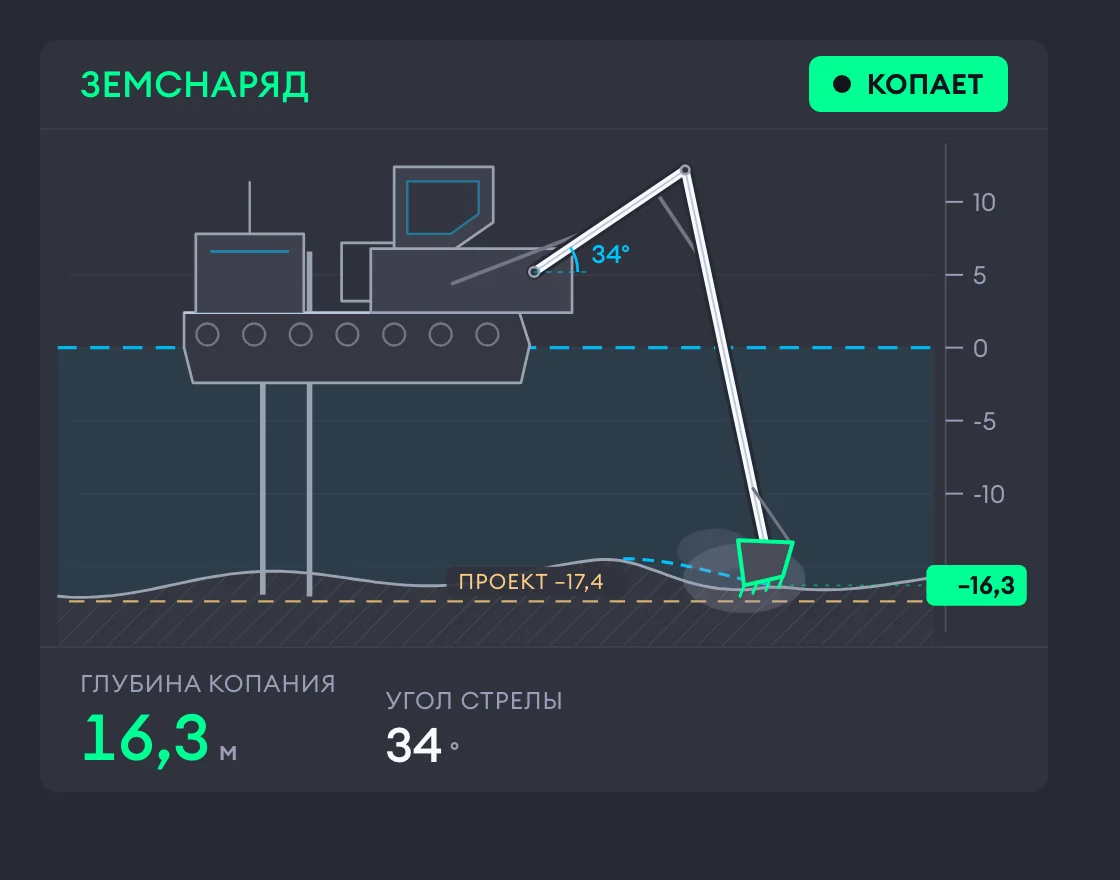 ЗЕМСНАРЯД
КОПАЕТ
10
34°
5
0
-5
-10
ПРОЕКТ −17,4
−16,3
ГЛУБИНА КОПАНИЯ
16,3 м
УГОЛ СТРЕЛЫ
34 °